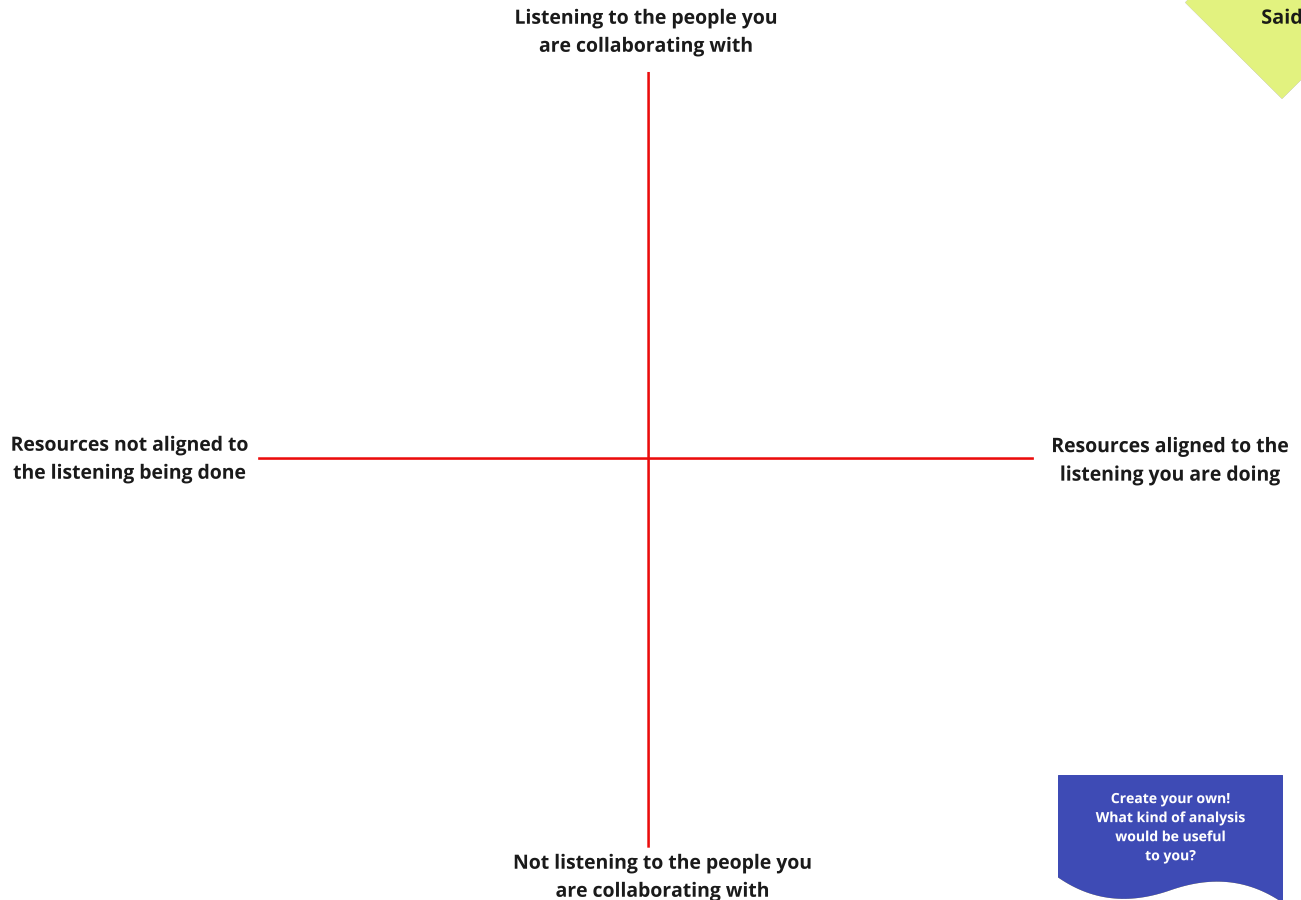 Listening to the people you
are collaborating with
Said
Resources not aligned to
the listening being done
Resources aligned to the
listening you are doing
Create your own!
What kind of analysis
would be useful
to you?
Not listening to the people you
are collaborating with